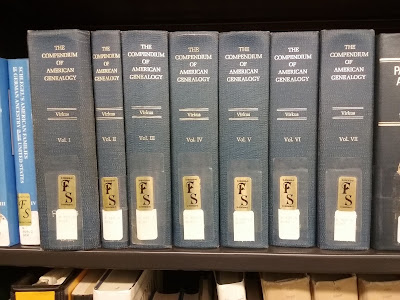 THE
COMPENDIUM
OF
AMERICAN
GENEALOGY
Virkus
Vol. I
F
S
THE
COMPENDIUM
OF
AMERICAN
GENEALOGY
Virkus
Vol. II
F
S
THE
COMPENDIUM
OF
AMERICAN
GENEALOGY
Virkus
Vol. III
F
S
THE
COMPENDIUM
OF
AMERICAN
GENEALOGY
Virkus
Vol. IV
F
S
THE
COMPENDIUM
OF
AMERICAN
GENEALOGY
Virkus
Vol. V
F
S
THE
COMPENDIUM
OF
AMERICAN
GENEALOGY
Virkus
Vol. VI
F
S
THE
COMPENDIUM
OF
AMERICAN
GENEALOGY
Virkus
Vol. VII
F
S